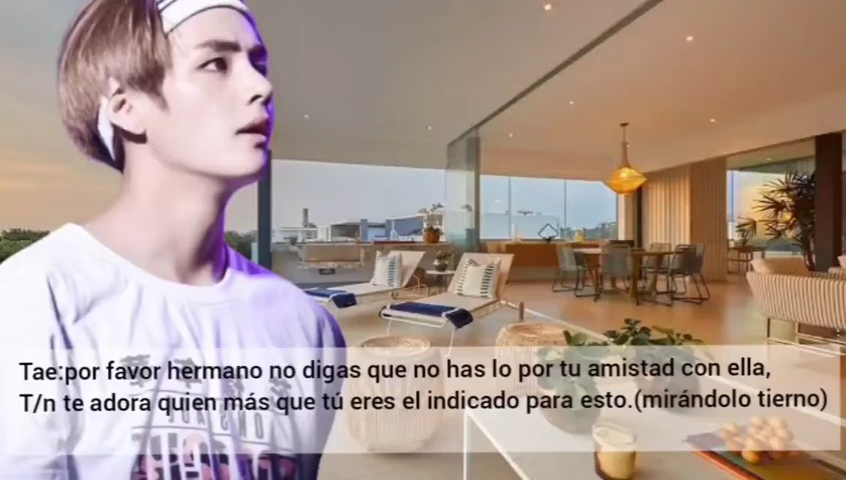 Tae:por favor hermano no digas que no has lo por tu amistad con ella,
T/n te adora quien más que tú eres el indicado para esto.(mirándolo tierno)